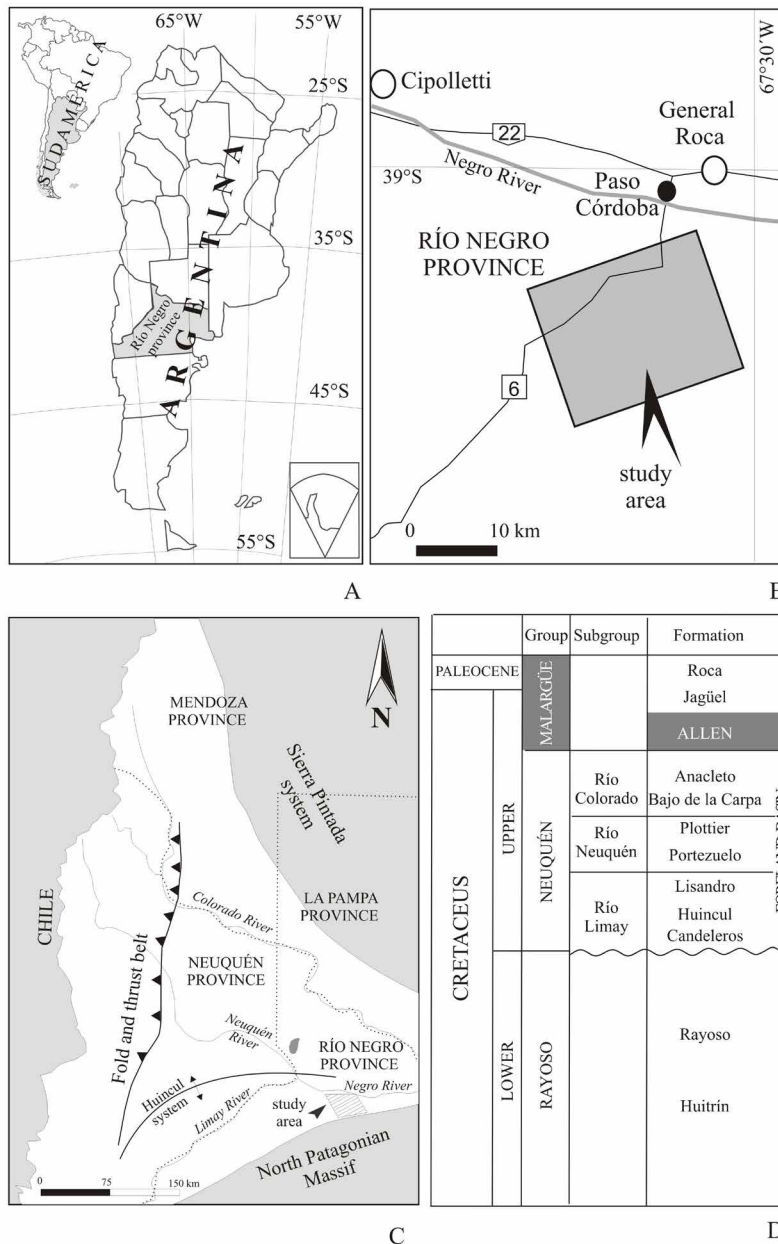 65°W
55°W
25°S
35°S
45°S
55°S
SUDAMÉRICA
ARGENTINA
Río Negro
province
A
67°30´W
Cipolletti
22
General
Roca
Negro River
39°S
Paso
Córdoba
RÍO NEGRO
PROVINCE
6
study
area
0 10 km
MENDOZA
PROVINCE
N
Sierra Pintada
system
CHILE
LA PAMPA
PROVINCE
Colorado River
Fold and thrust belt
NEUQUÉN
PROVINCE
Neuquén
River
RÍO NEGRO
PROVINCE
Negro River
Huincul
system
Limay River
study
area
North Patagonian
Massif
0 75 150 km
C
Group Subgroup Formation
PALEOCENE
MALARGÜE
Roca
Jagüel
ALLEN
CRETACEUS
UPPER
NEUQUÉN
Río
Colorado
Anacleto
Bajo de la Carpa
Río
Neuquén
Plottier
Portezuelo
Río
Limay
Lisandro
Huincul
Candeleros
LOWER
RAYOSO
Rayoso
Huitrín
D